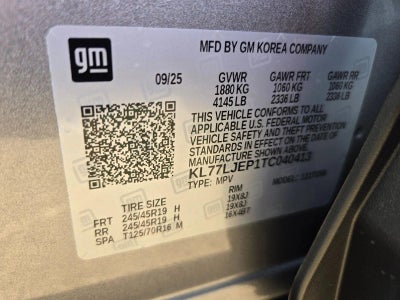 gm
MFD BY GM KOREA COMPANY
09/25 GVWR GAWR FRT GAWR RR
1880 KG 1060 KG 1060 KG
4145 LB 2336 LB 2336 LB
THIS VEHICLE CONFORMS TO ALL
APPLICABLE U.S. FEDERAL MOTOR
VEHICLE SAFETY AND THEFT PREVENTION
STANDARDS IN EFFECT ON THE DATE OF
MANUFACTURE SHOWN ABOVE.
KL77LJEP1TC040413
TYPE: MPV MODEL:
TIRE SIZE RIM
FRT 245/45R19 H 19X8J
RR 245/45R19 H 19X8J
SPA T125/70R16 M 16X4BT